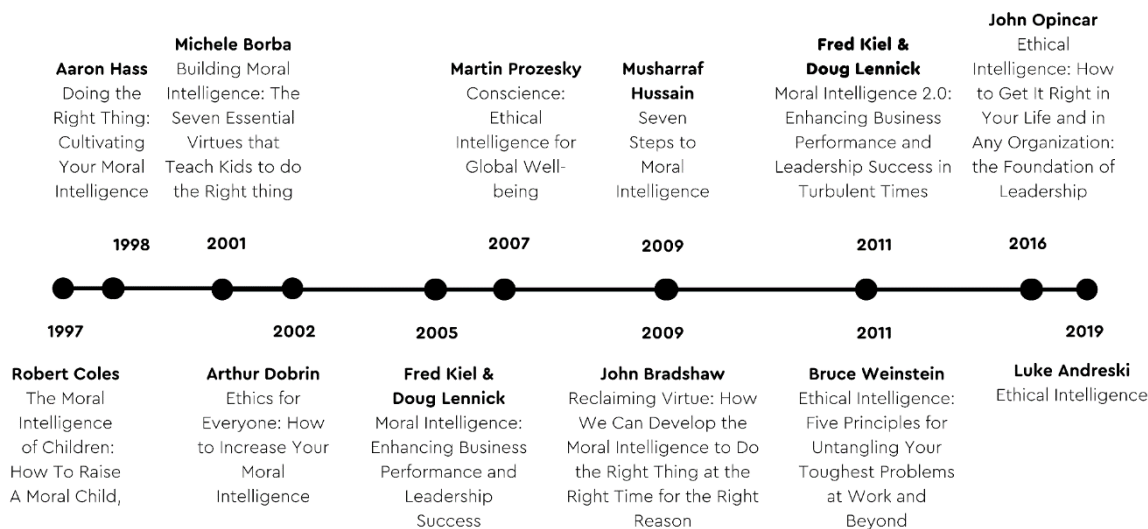 Aaron Hass
Doing the
Right Thing:
Cultivating
Your Moral
Intelligence
Michele Borba
Building Moral
Intelligence: The
Seven Essential
Virtues that
Teach Kids to do
the Right thing
Martin Prozesky
Conscience:
Ethical
Intelligence for
Global Well-
being
Musharraf
Hussain
Seven
Steps to
Moral
Intelligence
Fred Kiel &
Doug Lennick
Moral Intelligence 2.0:
Enhancing Business
Performance and
Leadership Success in
Turbulent Times
John Opincar
Ethical
Intelligence: How
to Get It Right in
Your Life and in
Any Organization:
the Foundation of
Leadership
1998
2001
2007
2009
2011
2016
1997
2002
2005
2009
2011
2019
Robert Coles
The Moral
Intelligence
of Children:
How To Raise
A Moral Child,
Arthur Dobrin
Ethics for
Everyone: How
to Increase Your
Moral
Intelligence
Fred Kiel &
Doug Lennick
Moral Intelligence:
Enhancing Business
Performance and
Leadership
Success
John Bradshaw
Reclaiming Virtue: How
We Can Develop the
Moral Intelligence to Do
the Right Thing at the
Right Time for the Right
Reason
Bruce Weinstein
Ethical Intelligence:
Five Principles for
Untangling Your
Toughest Problems
at Work and
Beyond
Luke Andreski
Ethical Intelligence